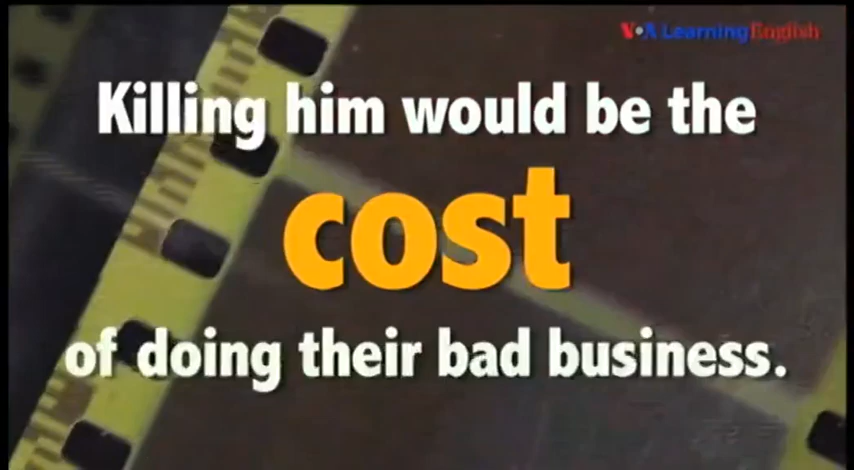 VOA Learning English
Killing him would be the
cost
of doing their bad business.